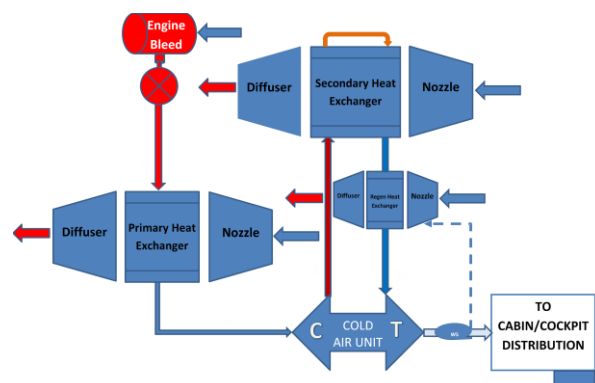 Engine
Bleed
Diffuser
Secondary Heat
Exchanger
Nozzle
Diffuser
Regen Heat
Exchanger
Nozzle
Diffuser
Primary Heat
Exchanger
Nozzle
C
COLD
AIR UNIT
T
WS
TO
CABIN/COCKPIT
DISTRIBUTION